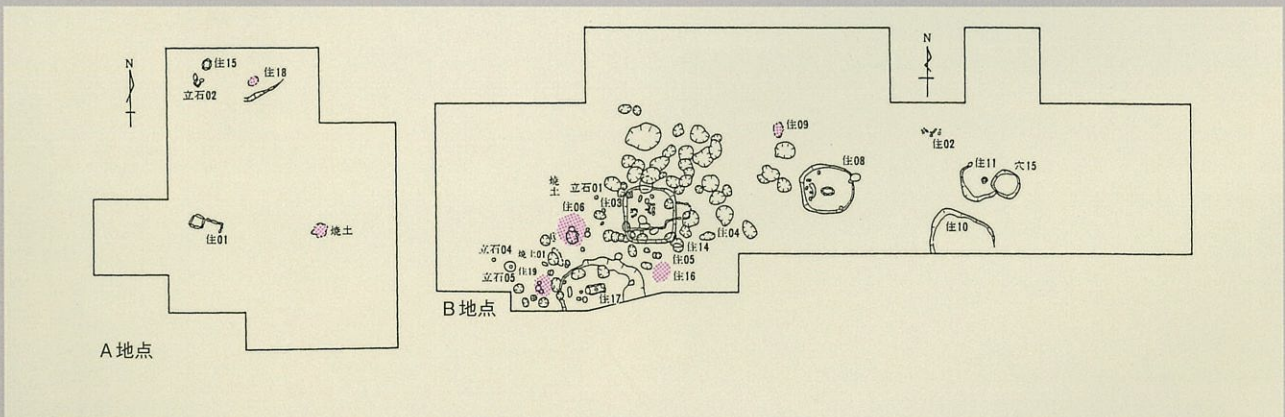 N
住15
立石02
住18
住01
焼土
A地点
N
焼土
立石01
住06
住03
住04
住14
住05
住16
立石04
焼土01
住19
立石05
住17
B地点
住09
住08
住02
住11
穴15
住10